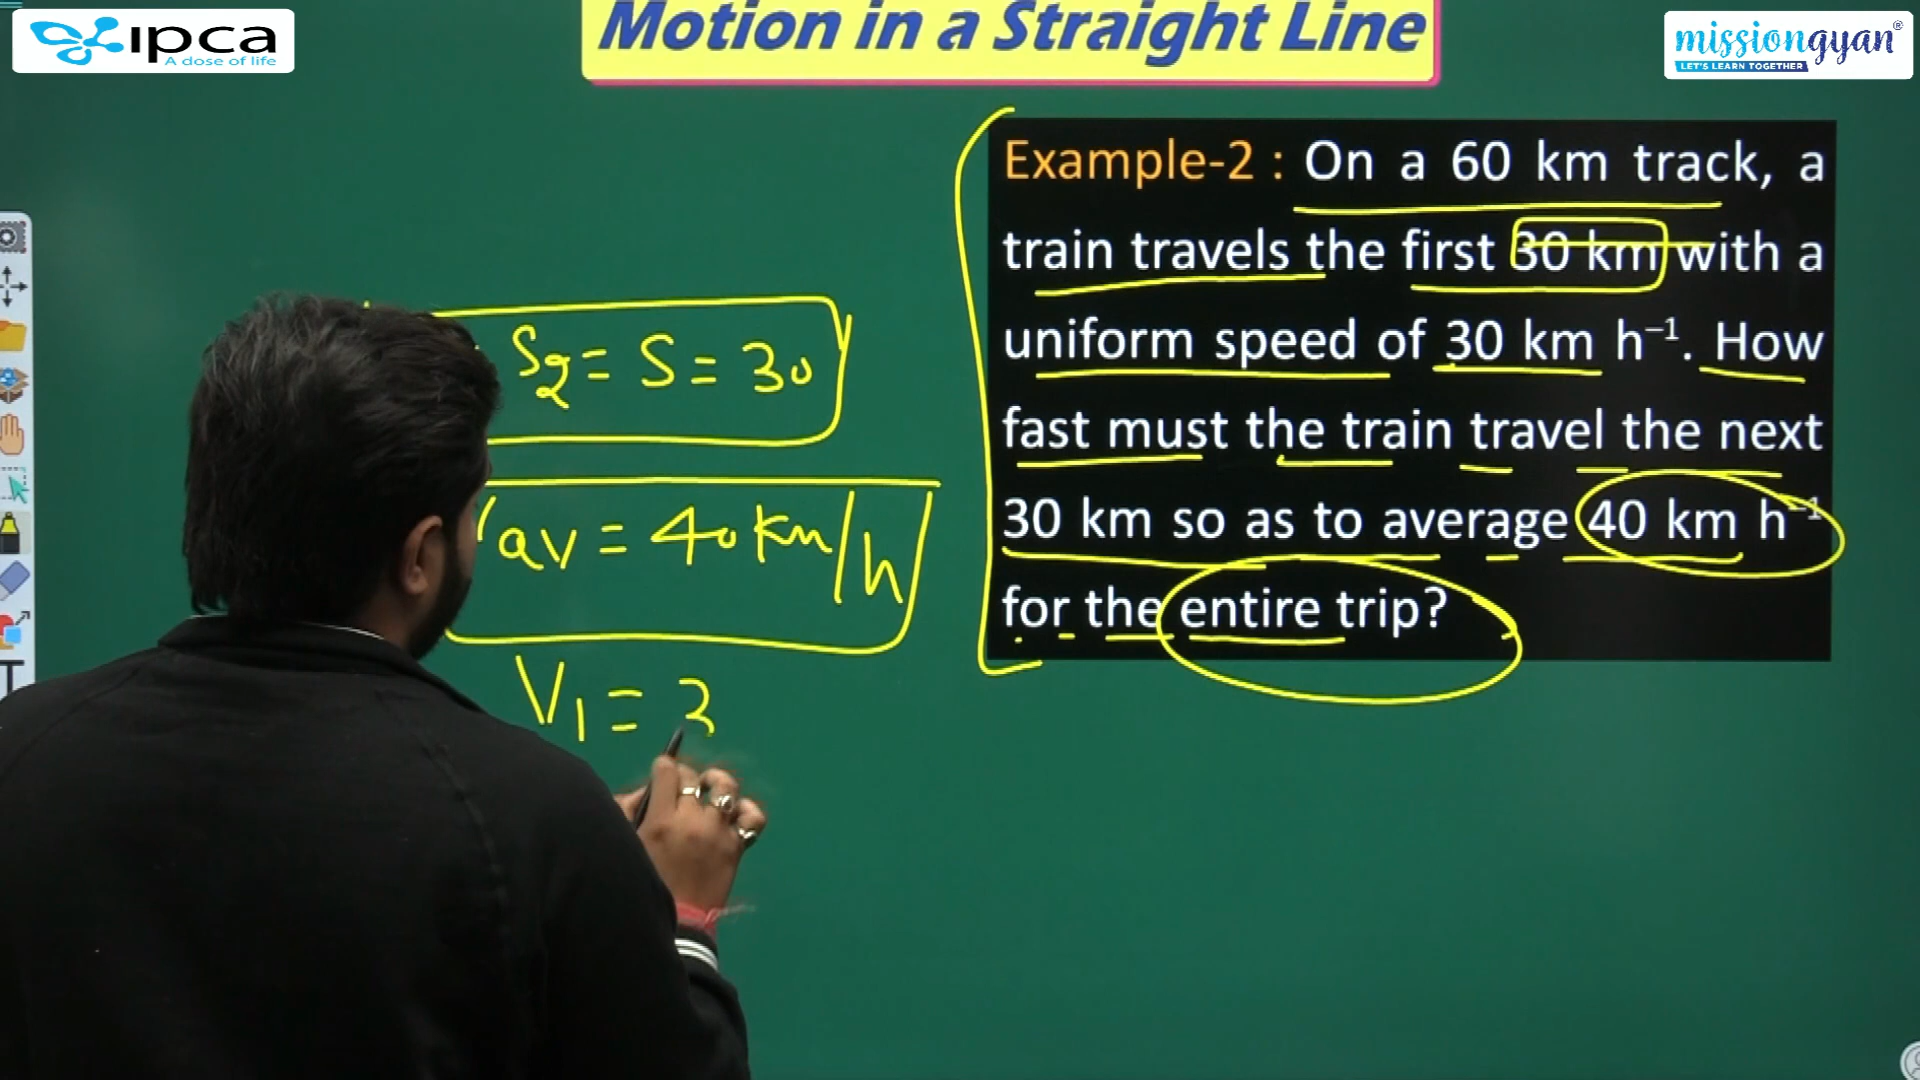 ipca
A dose of life
Motion in a Straight Line
missiongyan®
LET'S LEARN TOGETHER
Example-2 : On a 60 km track, a
train travels the first 30 km with a
uniform speed of 30 km h⁻¹. How
fast must the train travel the next
30 km so as to average 40 km h⁻¹
for the entire trip?
S₂ = S = 30
av = 40 km/h
V₁ = 3